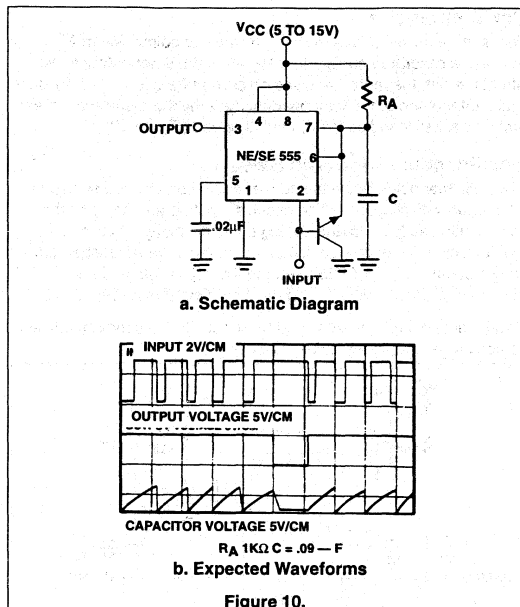 VCC (5 TO 15V)
RA
4
8
OUTPUT
3
7
NE/SE 555
6
5
1
2
C
.02µF
INPUT
a. Schematic Diagram
INPUT 2V/CM
OUTPUT VOLTAGE 5V/CM
CAPACITOR VOLTAGE 5V/CM
RA 1KΩ C = .09 — F
b. Expected Waveforms
Figure 10.